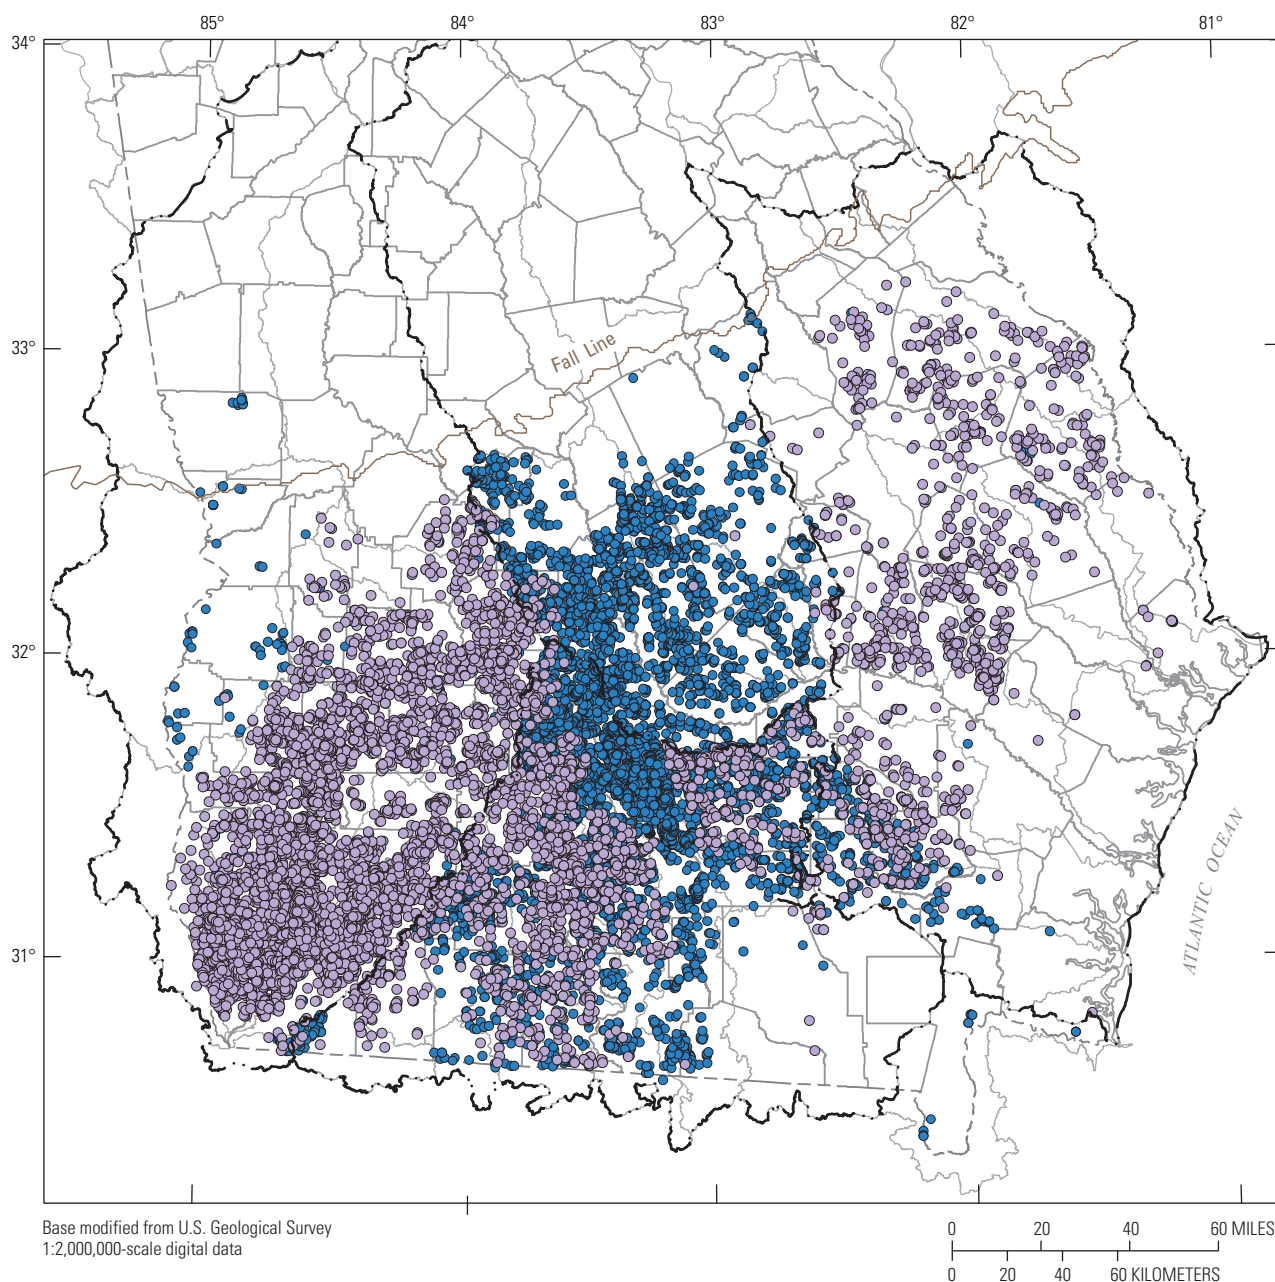 85° 84° 83° 82° 81°
34°
33°
Fall Line
32°
ATLANTIC OCEAN
31°
Base modified from U.S. Geological Survey
1:2,000,000-scale digital data
0 20 40 60 MILES
0 20 40 60 KILOMETERS